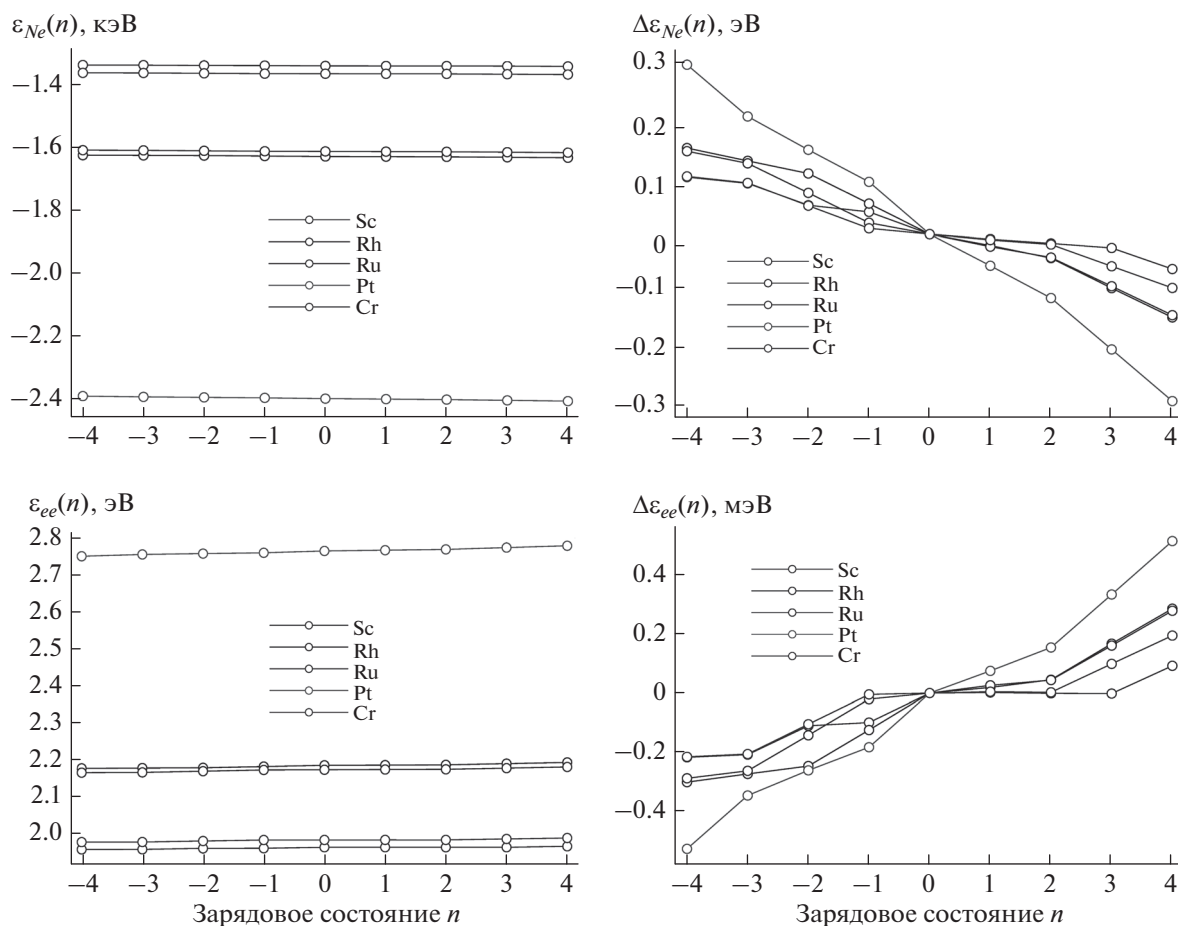 ε_Ne(n), кэВ
−1.4
−1.6
−1.8
−2.0
−2.2
−2.4
−4 −3 −2 −1 0 1 2 3 4
Sc
Rh
Ru
Pt
Cr
Δε_Ne(n), эВ
0.3
0.2
0.1
0
−0.1
−0.2
−0.3
−4 −3 −2 −1 0 1 2 3 4
Sc
Rh
Ru
Pt
Cr
ε_ee(n), эВ
2.8
2.7
2.6
2.5
2.4
2.3
2.2
2.1
2.0
−4 −3 −2 −1 0 1 2 3 4
Зарядовое состояние n
Sc
Rh
Ru
Pt
Cr
Δε_ee(n), мэВ
0.4
0.2
0
−0.2
−0.4
−4 −3 −2 −1 0 1 2 3 4
Зарядовое состояние n
Sc
Rh
Ru
Pt
Cr